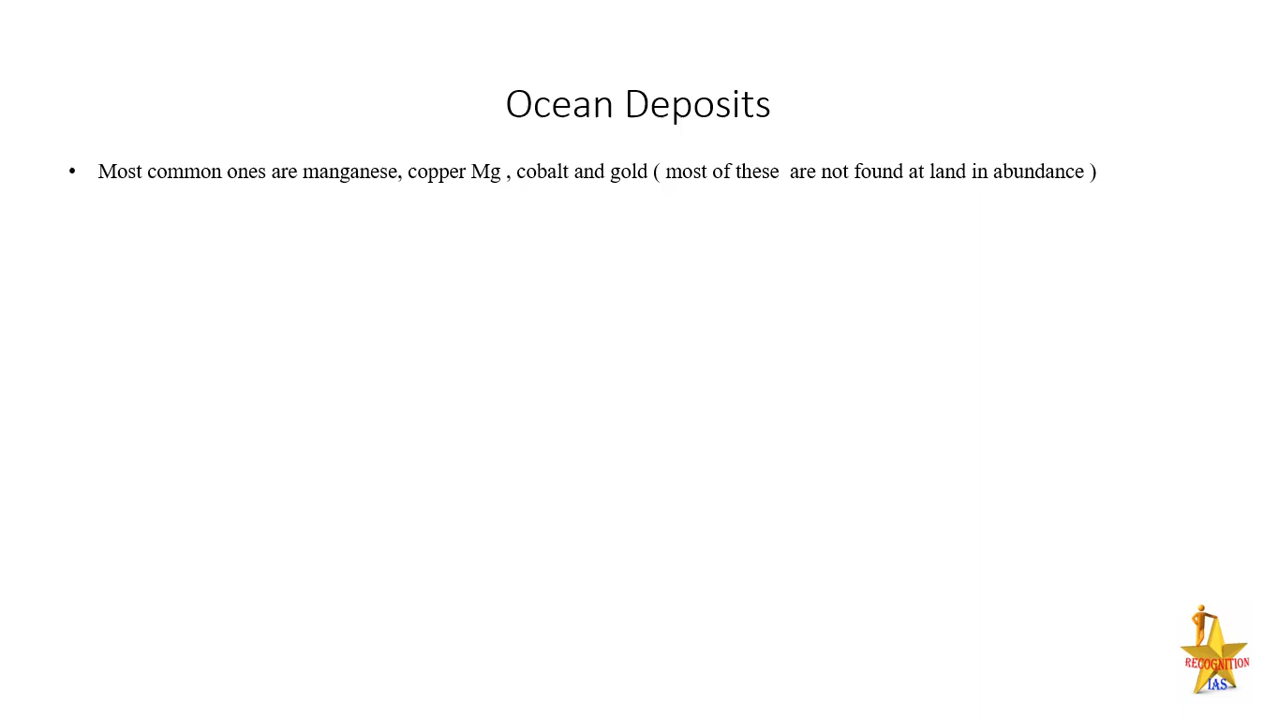 Ocean Deposits
• Most common ones are manganese, copper Mg , cobalt and gold ( most of these  are not found at land in abundance )
RECOGNITION
IAS